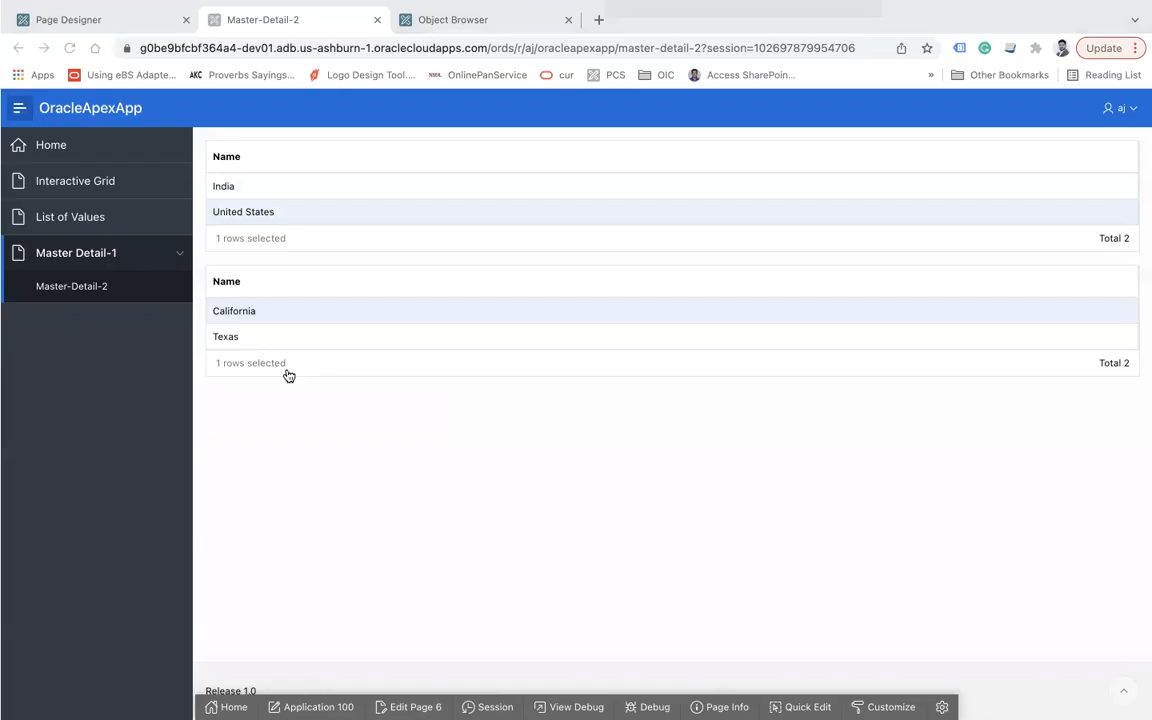 Page Designer
Master-Detail-2
Object Browser
g0be9bfcbf364a4-dev01.adb.us-ashburn-1.oraclecloudapps.com/ords/r/aj/oracleapexapp/master-detail-2?session=102697879954706
Update
Apps
Using eBS Adapte...
AKC Proverbs Sayings...
Logo Design Tool....
OnlinePanService
cur
PCS
OIC
Access SharePoin...
»
Other Bookmarks
Reading List
OracleApexApp
aj
Home
Interactive Grid
List of Values
Master Detail-1
Master-Detail-2
Name
India
United States
1 rows selected
Total 2
Name
California
Texas
1 rows selected
Total 2
Release 1.0
Home
Application 100
Edit Page 6
Session
View Debug
Debug
Page Info
Quick Edit
Customize